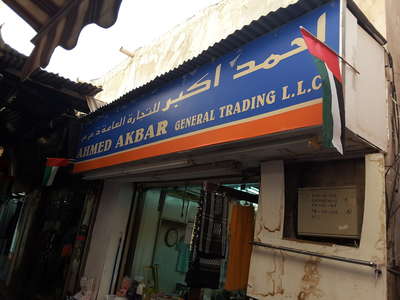 احمد اكبر للتجارة العامة ذ.م.م
AHMED AKBAR GENERAL TRADING L.L.C